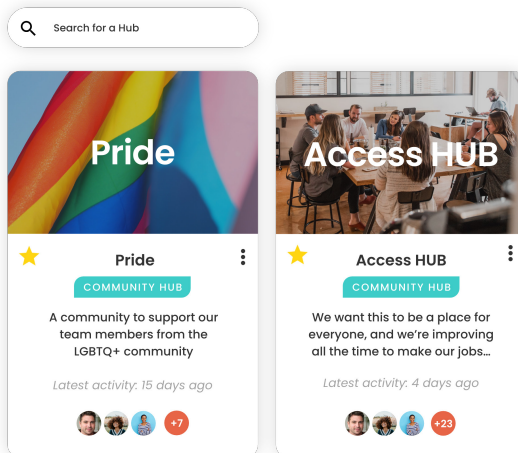 Search for a Hub
Pride
Access HUB
Pride
COMMUNITY HUB
A community to support our
team members from the
LGBTQ+ community
Latest activity: 15 days ago
+7
Access HUB
COMMUNITY HUB
We want this to be a place for
everyone, and we're improving
all the time to make our jobs...
Latest activity: 4 days ago
+23